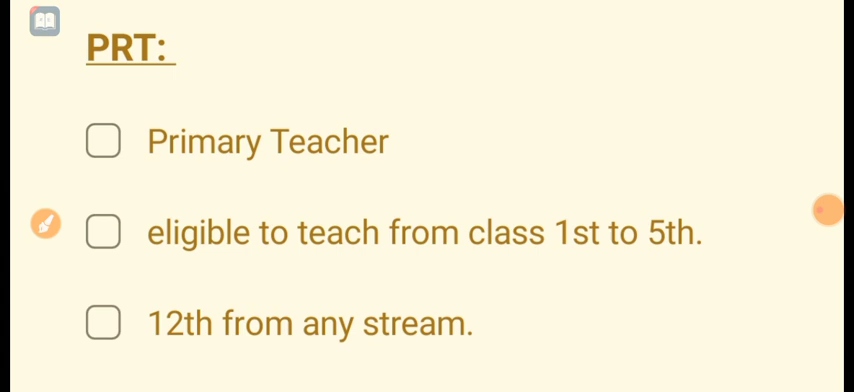 PRT:
Primary Teacher
eligible to teach from class 1st to 5th.
12th from any stream.